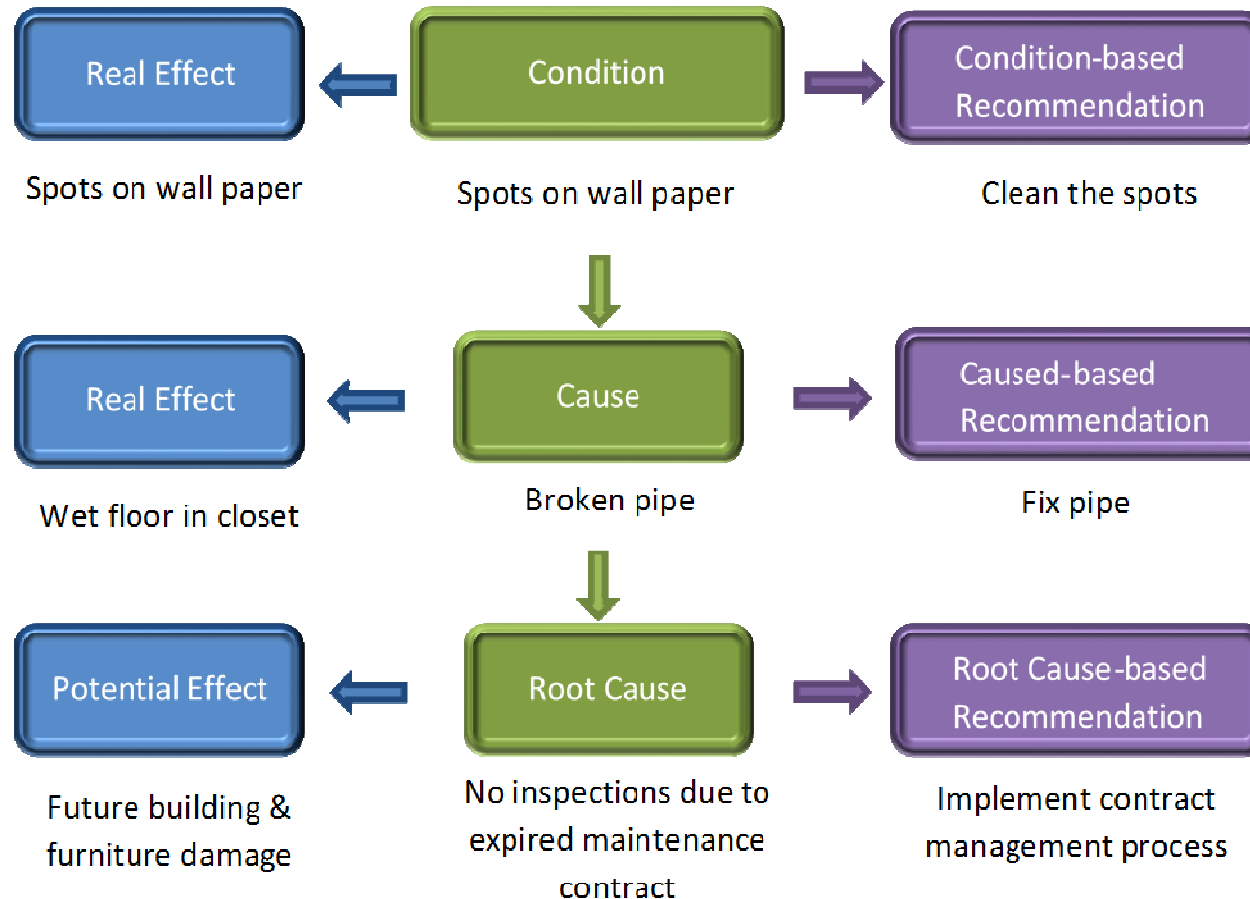 Real Effect
Condition
Condition-based
Recommendation
Spots on wall paper
Spots on wall paper
Clean the spots
Real Effect
Cause
Caused-based
Recommendation
Wet floor in closet
Broken pipe
Fix pipe
Potential Effect
Root Cause
Root Cause-based
Recommendation
Future building &
furniture damage
No inspections due to
expired maintenance
contract
Implement contract
management process